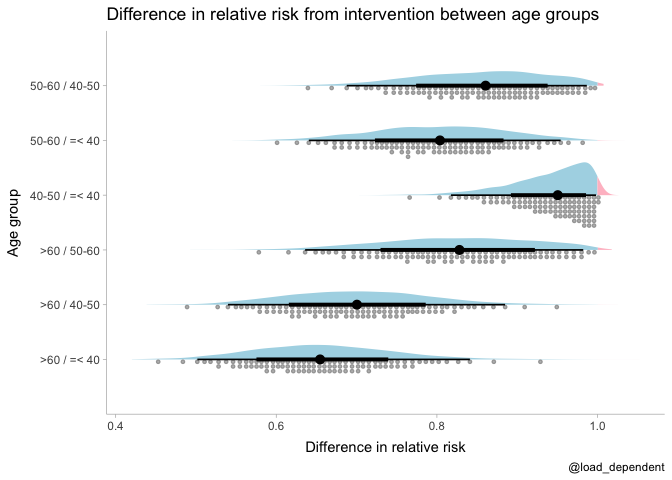 Difference in relative risk from intervention between age groups
Age group
50-60 / 40-50
50-60 / =< 40
40-50 / =< 40
>60 / 50-60
>60 / 40-50
>60 / =< 40
0.4 0.6 0.8 1.0
Difference in relative risk
@load_dependent